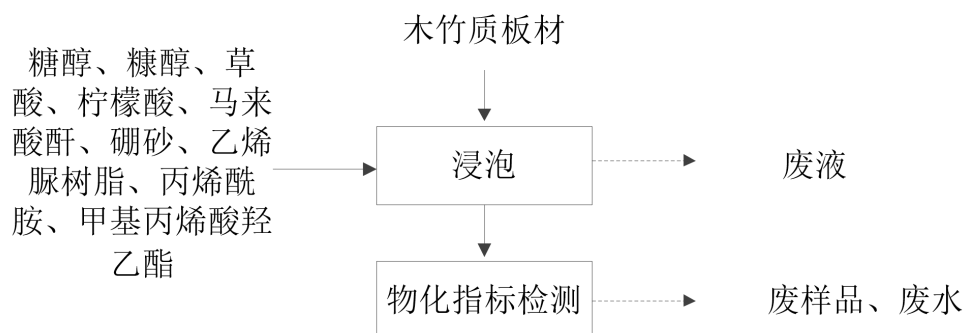 木竹质板材
糖醇、糠醇、草
酸、柠檬酸、马来
酸酐、硼砂、乙烯
脲树脂、丙烯酰
胺、甲基丙烯酸羟
乙酯
浸泡
废液
物化指标检测
废样品、废水